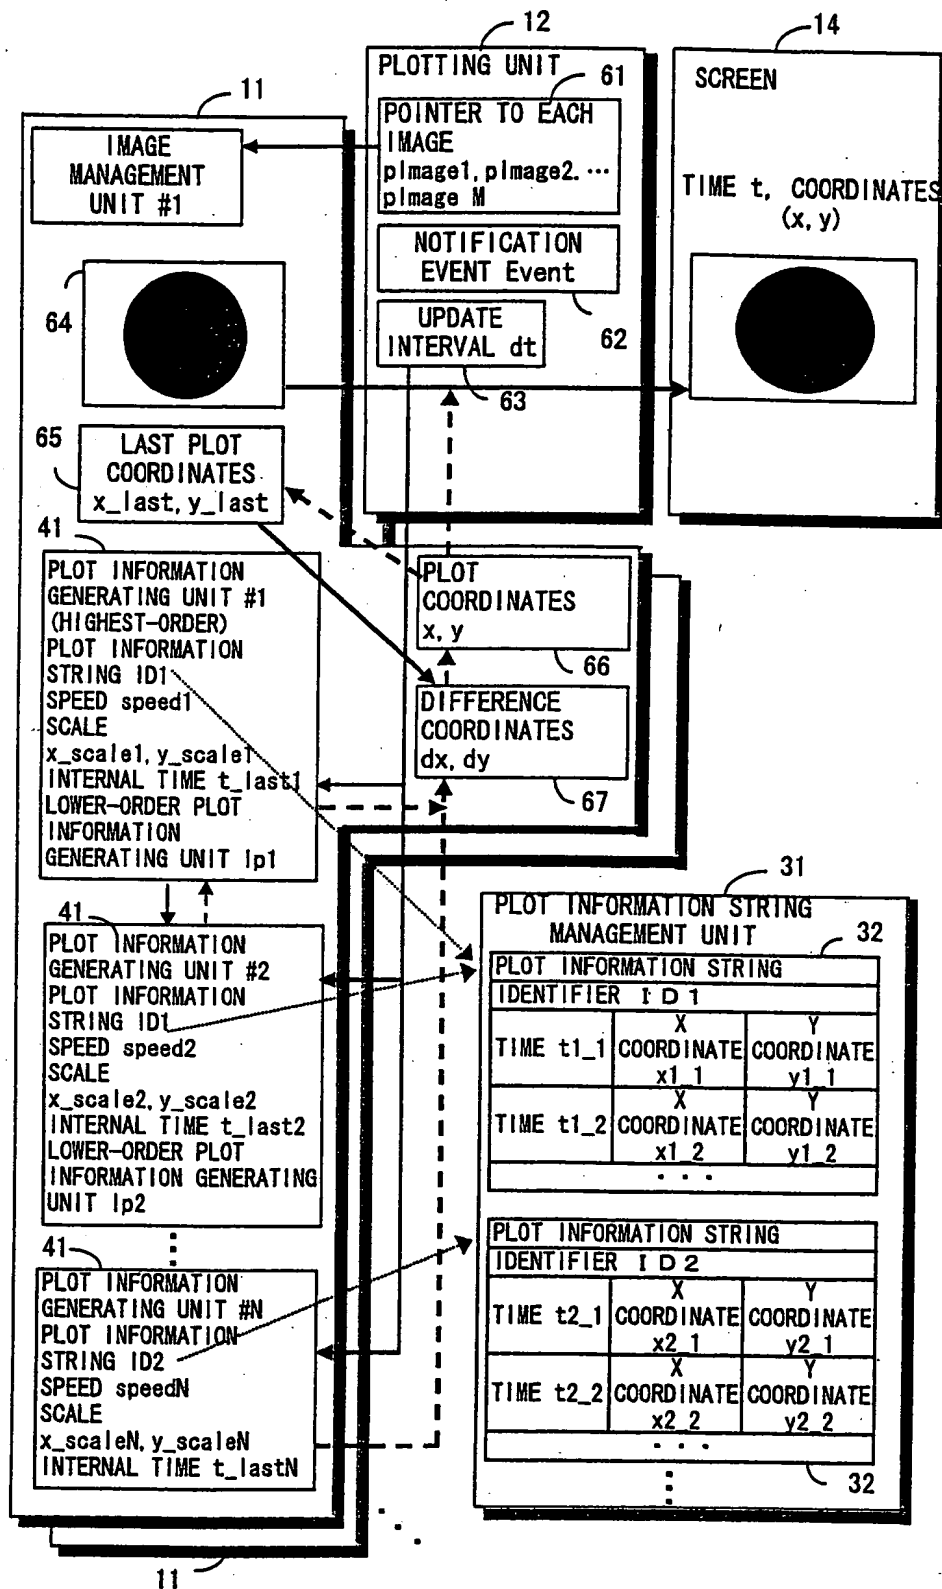 12
14
PLOTTING UNIT
61
SCREEN
11
POINTER TO EACH
IMAGE
pImage1, pImage2. ⋯
pImage M
IMAGE
MANAGEMENT
UNIT #1
TIME t, COORDINATES
(x, y)
NOTIFICATION
EVENT Event
64
UPDATE
INTERVAL dt
62
63
65
LAST PLOT
COORDINATES
x_last, y_last
41
PLOT INFORMATION
GENERATING UNIT #1
(HIGHEST-ORDER)
PLOT INFORMATION
STRING ID1
SPEED speed1
SCALE
x_scale1, y_scale1
INTERNAL TIME t_last1
LOWER-ORDER PLOT
INFORMATION
GENERATING UNIT lp1
PLOT
COORDINATES
x, y
66
DIFFERENCE
COORDINATES
dx, dy
67
41
PLOT INFORMATION
GENERATING UNIT #2
PLOT INFORMATION
STRING ID1
SPEED speed2
SCALE
x_scale2, y_scale2
INTERNAL TIME t_last2
LOWER-ORDER PLOT
INFORMATION GENERATING
UNIT lp2
41
PLOT INFORMATION
GENERATING UNIT #N
PLOT INFORMATION
STRING ID2
SPEED speedN
SCALE
x_scaleN, y_scaleN
INTERNAL TIME t_lastN
11
31
PLOT INFORMATION STRING
MANAGEMENT UNIT
32
PLOT INFORMATION STRING
IDENTIFIER ID1
TIME t1_1
X
COORDINATE
x1_1
Y
COORDINATE
y1_1
TIME t1_2
X
COORDINATE
x1_2
Y
COORDINATE
y1_2
· · ·
PLOT INFORMATION STRING
IDENTIFIER ID2
TIME t2_1
X
COORDINATE
x2_1
Y
COORDINATE
y2_1
TIME t2_2
X
COORDINATE
x2_2
Y
COORDINATE
y2_2
· · ·
32